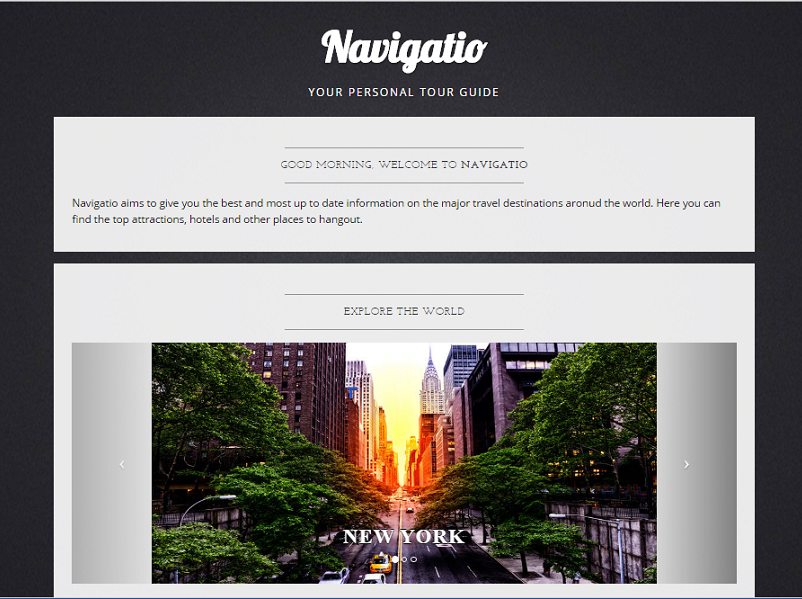 Navigatio
YOUR PERSONAL TOUR GUIDE
GOOD MORNING, WELCOME TO NAVIGATIO
Navigatio aims to give you the best and most up to date information on the major travel destinations aronud the world. Here you can
find the top attractions, hotels and other places to hangout.
EXPLORE THE WORLD
NEW YORK